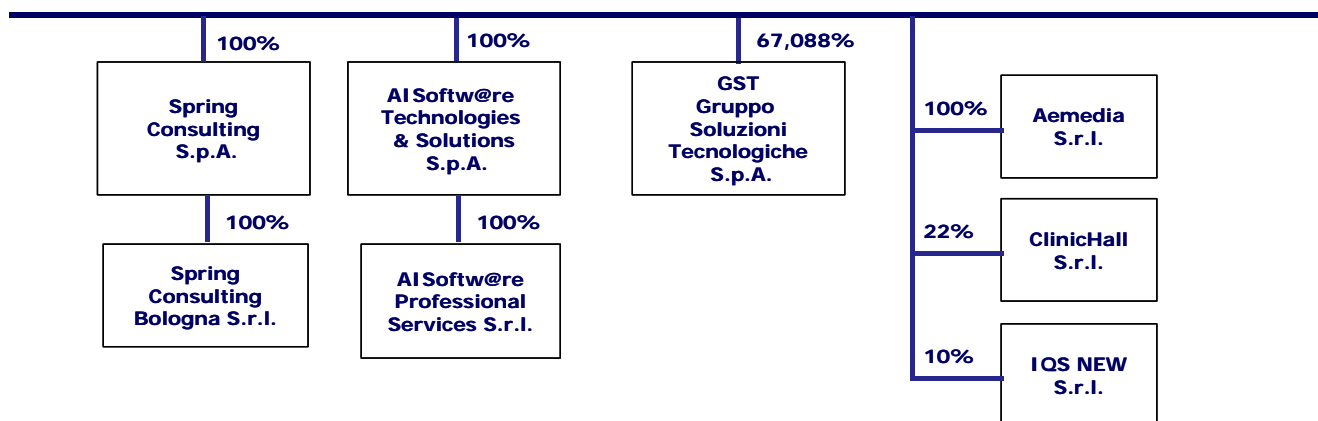 100%
Spring
Consulting
S.p.A.
100%
Spring
Consulting
Bologna S.r.l.
100%
AISoftw@re
Technologies
& Solutions
S.p.A.
100%
AISoftw@re
Professional
Services S.r.l.
67,088%
GST
Gruppo
Soluzioni
Tecnologiche
S.p.A.
100%
Aemedia
S.r.l.
22%
ClinicHall
S.r.l.
10%
IQS NEW
S.r.l.